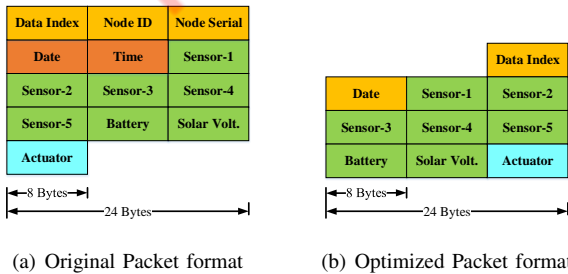 Data Index Node ID Node Serial
Date Time Sensor-1
Sensor-2 Sensor-3 Sensor-4
Sensor-5 Battery Solar Volt.
Actuator
8 Bytes
24 Bytes
(a) Original Packet format
Data Index
Date Sensor-1 Sensor-2
Sensor-3 Sensor-4 Sensor-5
Battery Solar Volt. Actuator
8 Bytes
24 Bytes
(b) Optimized Packet format